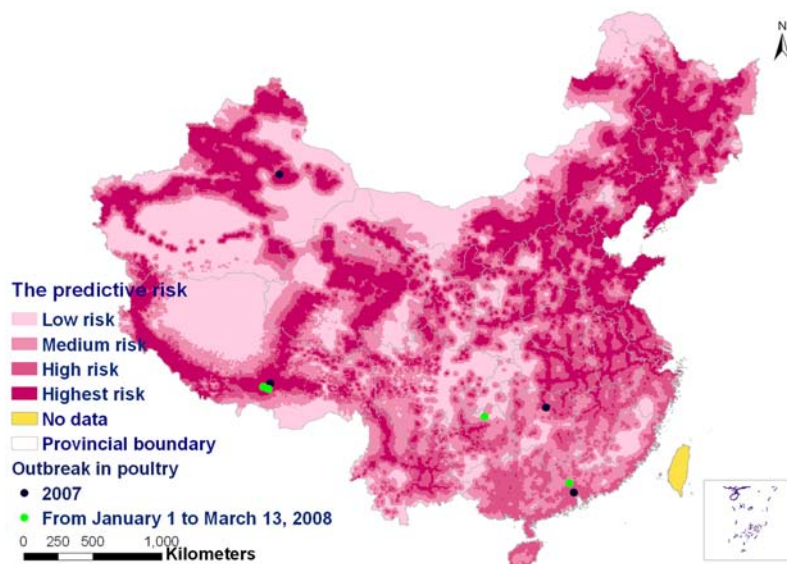 N
The predictive risk
Low risk
Medium risk
High risk
Highest risk
No data
Provincial boundary
Outbreak in poultry
2007
From January 1 to March 13, 2008
0 250 500 1,000
Kilometers